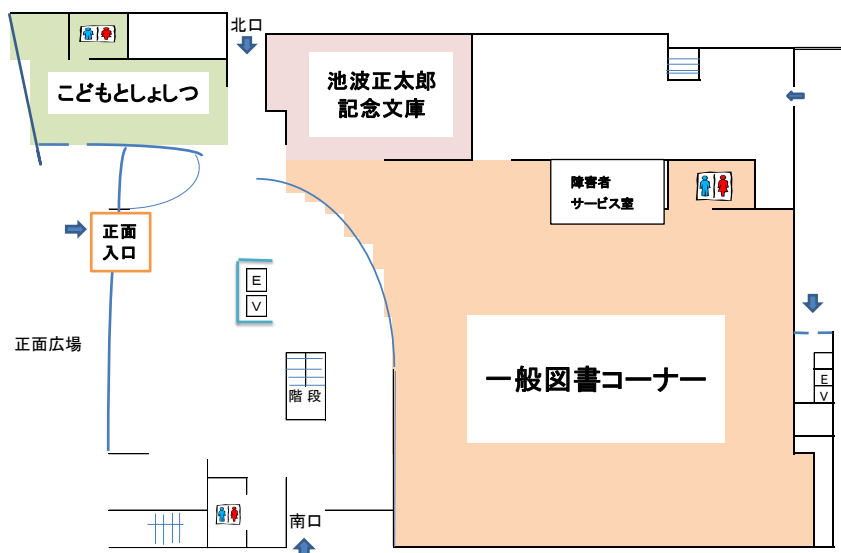 北口
こどもとしょしつ
池波正太郎
記念文庫
障害者
サービス室
正面
入口
E
V
正面広場
一般図書コーナー
階段
E
V
南口